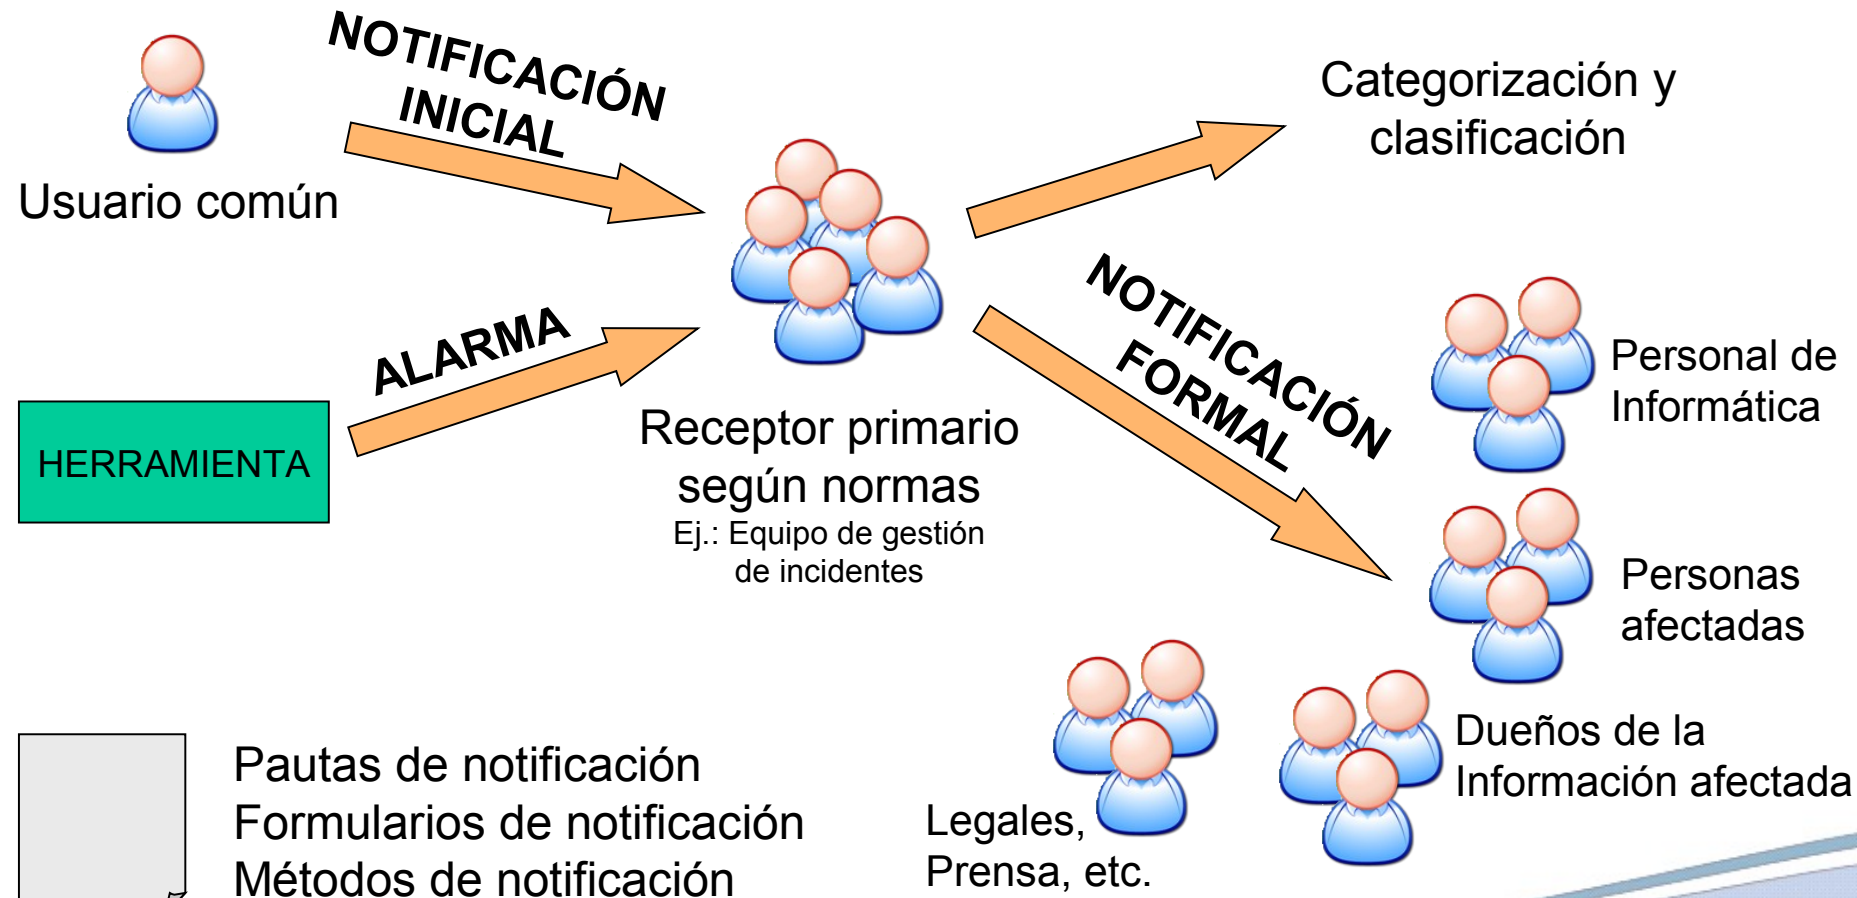 NOTIFICACIÓN
INICIAL
Usuario común
Categorización y
clasificación
ALARMA
HERRAMIENTA
Receptor primario
según normas
Ej.: Equipo de gestión
de incidentes
NOTIFICACIÓN
FORMAL
Personal de
Informática
Personas
afectadas
Dueños de la
Información afectada
Legales,
Prensa, etc.
Pautas de notificación
Formularios de notificación
Métodos de notificación